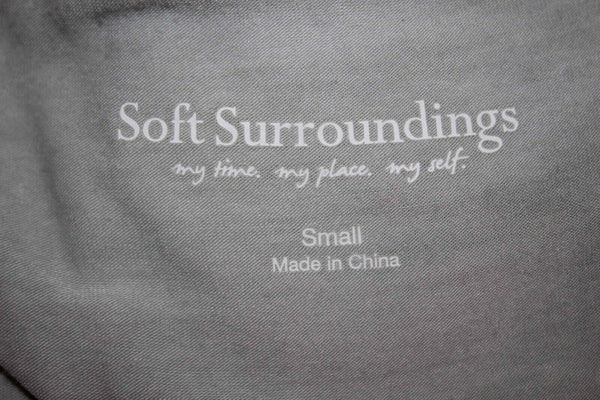 Soft Surroundings
my time. my place. my self.
Small
Made in China